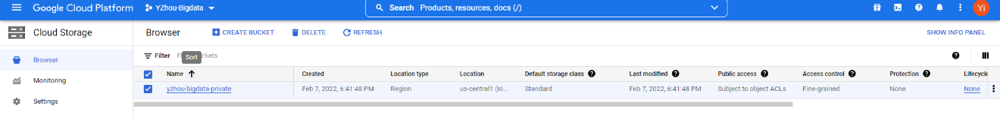 Google Cloud Platform YZhou-Bigdata Search Products, resources, docs (/) Yi
Cloud Storage Browser CREATE BUCKET DELETE REFRESH SHOW INFO PANEL
Browser
Monitoring
Settings
Filter Sort ckets
Name Created Location type Location Default storage class Last modified Public access Access control Protection Lifecycle
yzhou-bigdata-private Feb 7, 2022, 6:41:48 PM Region us-central1 (Io... Standard Feb 7, 2022, 6:41:48 PM Subject to object ACLs Fine-grained None None